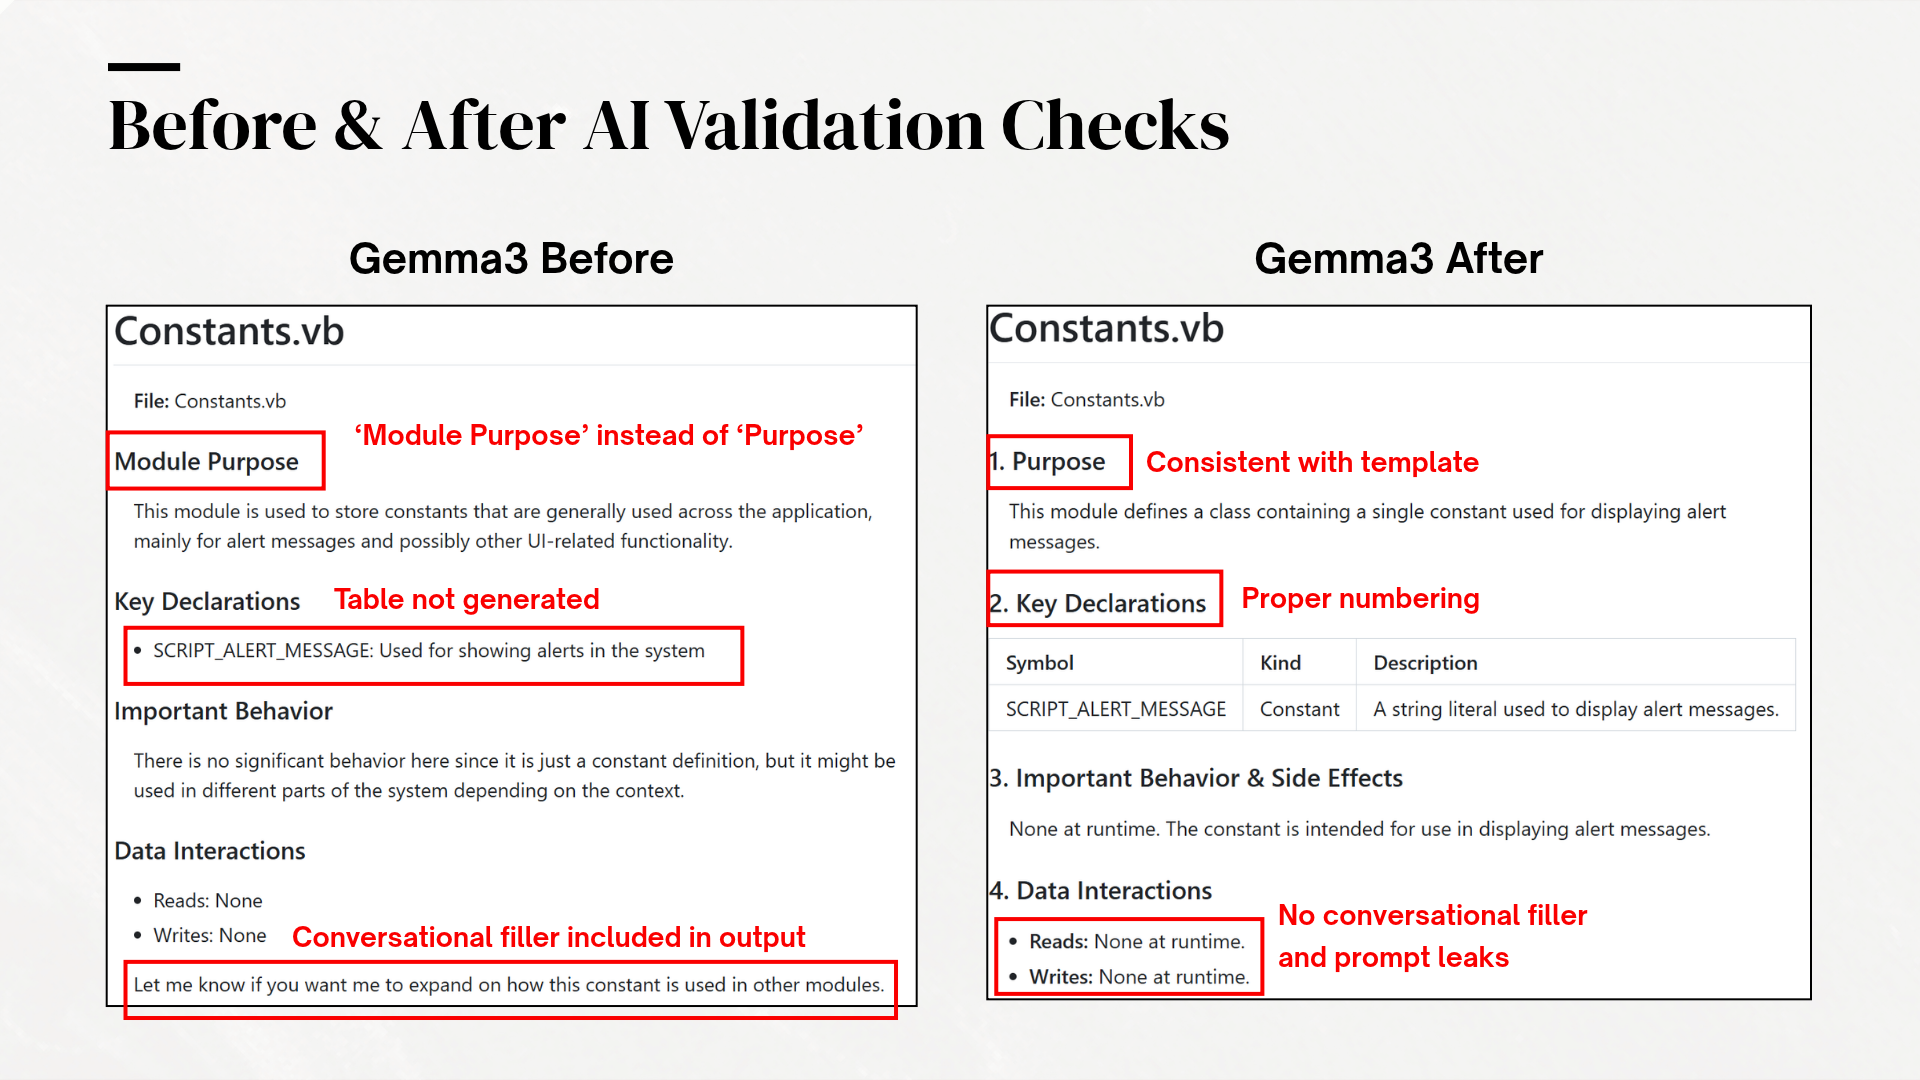 Before & After AI Validation Checks
Gemma3 Before
Constants.vb
File: Constants.vb
‘Module Purpose’ instead of ‘Purpose’
Module Purpose
This module is used to store constants that are generally used across the application,
mainly for alert messages and possibly other UI-related functionality.
Key Declarations
Table not generated
SCRIPT_ALERT_MESSAGE: Used for showing alerts in the system
Important Behavior
There is no significant behavior here since it is just a constant definition, but it might be
used in different parts of the system depending on the context.
Data Interactions
Reads: None
Writes: None
Conversational filler included in output
Let me know if you want me to expand on how this constant is used in other modules.
Gemma3 After
Constants.vb
File: Constants.vb
1. Purpose
Consistent with template
This module defines a class containing a single constant used for displaying alert
messages.
2. Key Declarations
Proper numbering
Symbol Kind Description
SCRIPT_ALERT_MESSAGE Constant A string literal used to display alert messages.
3. Important Behavior & Side Effects
None at runtime. The constant is intended for use in displaying alert messages.
4. Data Interactions
No conversational filler
and prompt leaks
Reads: None at runtime.
Writes: None at runtime.